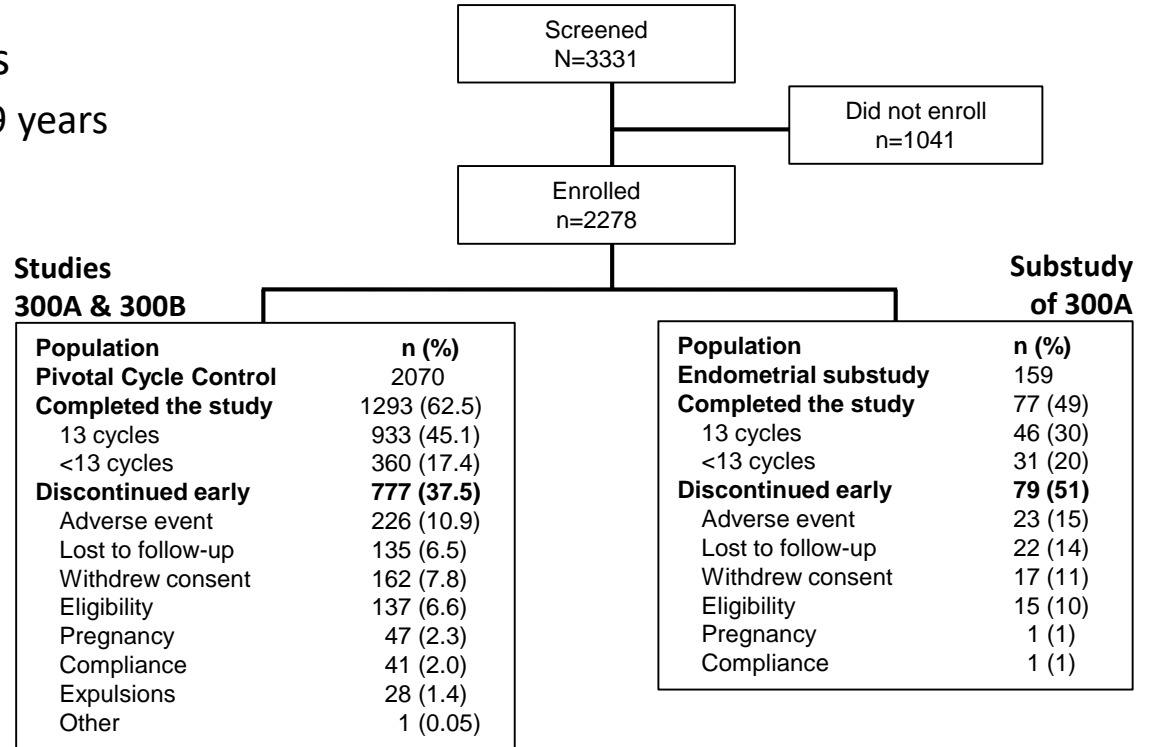 Screened
N=3331
s
9 years
Did not enroll
n=1041
Enrolled
n=2278
Studies
300A & 300B
Population n (%)
Pivotal Cycle Control 2070
Completed the study 1293 (62.5)
13 cycles 933 (45.1)
<13 cycles 360 (17.4)
Discontinued early 777 (37.5)
Adverse event 226 (10.9)
Lost to follow-up 135 (6.5)
Withdrew consent 162 (7.8)
Eligibility 137 (6.6)
Pregnancy 47 (2.3)
Compliance 41 (2.0)
Expulsions 28 (1.4)
Other 1 (0.05)
Substudy
of 300A
Population n (%)
Endometrial substudy 159
Completed the study 77 (49)
13 cycles 46 (30)
<13 cycles 31 (20)
Discontinued early 79 (51)
Adverse event 23 (15)
Lost to follow-up 22 (14)
Withdrew consent 17 (11)
Eligibility 15 (10)
Pregnancy 1 (1)
Compliance 1 (1)